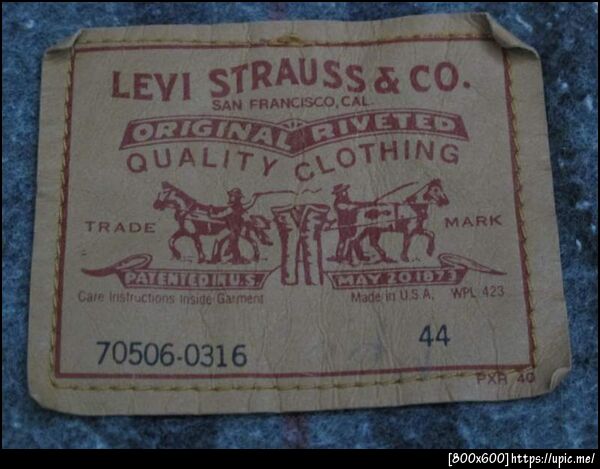 LEVI STRAUSS & CO.
SAN FRANCISCO, CAL.
ORIGINAL RIVETED
QUALITY CLOTHING
TRADE MARK
PATENTED IN U.S. MAY 20 1873
Care Instructions Inside Garment Made in U.S.A. WPL 423
70506-0316 44
PXR 40
[800x600]https://upic.me/